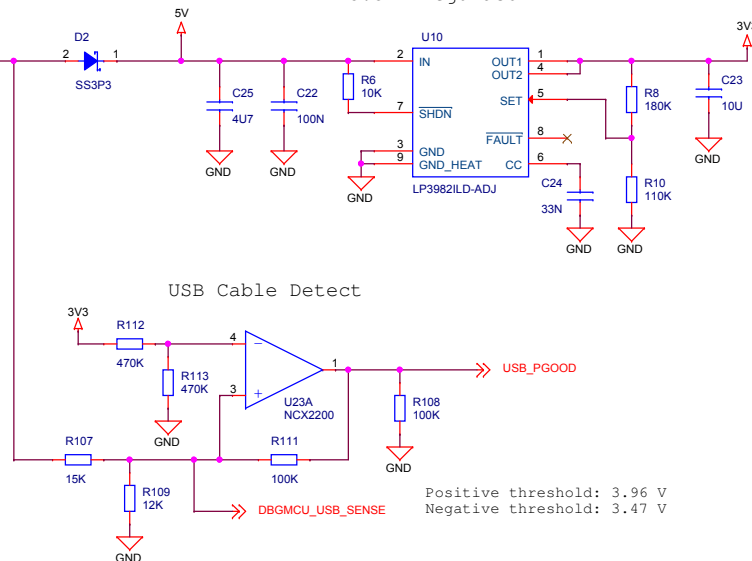 5V
3V
D2
2
1
SS3P3
C25
4U7
C22
100N
R6
10K
U10
2
IN
OUT1
1
OUT2
4
SET
5
7
SHDN
FAULT
8
3
GND
9
GND_HEAT
CC
6
LP3982ILD-ADJ
R8
180K
C23
10U
R10
110K
C24
33N
GND
GND
GND
GND
GND
GND
USB Cable Detect
3V3
R112
470K
R113
470K
GND
4
3
1
U23A
NCX2200
USB_PGOOD
R108
100K
GND
R107
15K
R109
12K
GND
R111
100K
DBGMCU_USB_SENSE
Positive threshold: 3.96 V
Negative threshold: 3.47 V